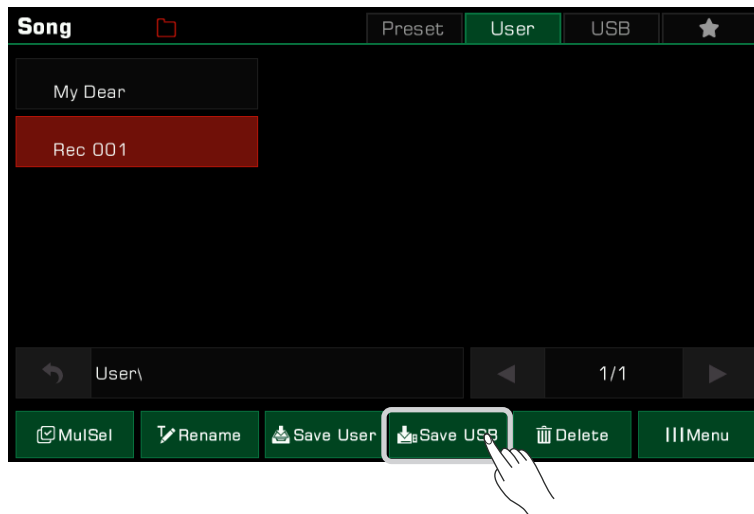 Song Preset User USB
My Dear
Rec 001
User\ 1/1
MulSel Rename Save User Save USB Delete Menu